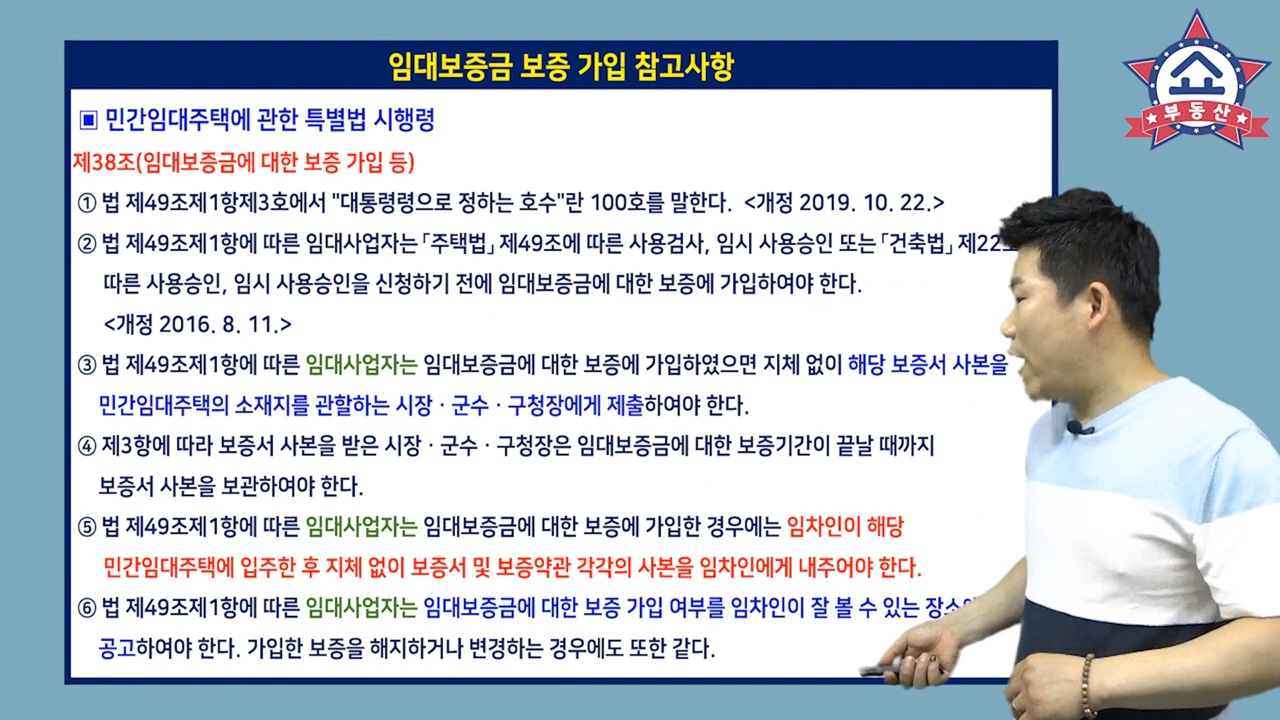 임대보증금 보증 가입 참고사항
부동산
▣ 민간임대주택에 관한 특별법 시행령
제38조(임대보증금에 대한 보증 가입 등)
① 법 제49조제1항제3호에서 "대통령령으로 정하는 호수"란 100호를 말한다. <개정 2019. 10. 22.>
② 법 제49조제1항에 따른 임대사업자는 「주택법」 제49조에 따른 사용검사, 임시 사용승인 또는 「건축법」 제22조
따른 사용승인, 임시 사용승인을 신청하기 전에 임대보증금에 대한 보증에 가입하여야 한다.
<개정 2016. 8. 11.>
③ 법 제49조제1항에 따른 임대사업자는 임대보증금에 대한 보증에 가입하였으면 지체 없이 해당 보증서 사본을
민간임대주택의 소재지를 관할하는 시장ㆍ군수ㆍ구청장에게 제출하여야 한다.
④ 제3항에 따라 보증서 사본을 받은 시장ㆍ군수ㆍ구청장은 임대보증금에 대한 보증기간이 끝날 때까지
보증서 사본을 보관하여야 한다.
⑤ 법 제49조제1항에 따른 임대사업자는 임대보증금에 대한 보증에 가입한 경우에는 임차인이 해당
민간임대주택에 입주한 후 지체 없이 보증서 및 보증약관 각각의 사본을 임차인에게 내주어야 한다.
⑥ 법 제49조제1항에 따른 임대사업자는 임대보증금에 대한 보증 가입 여부를 임차인이 잘 볼 수 있는 장소에
공고하여야 한다. 가입한 보증을 해지하거나 변경하는 경우에도 또한 같다.